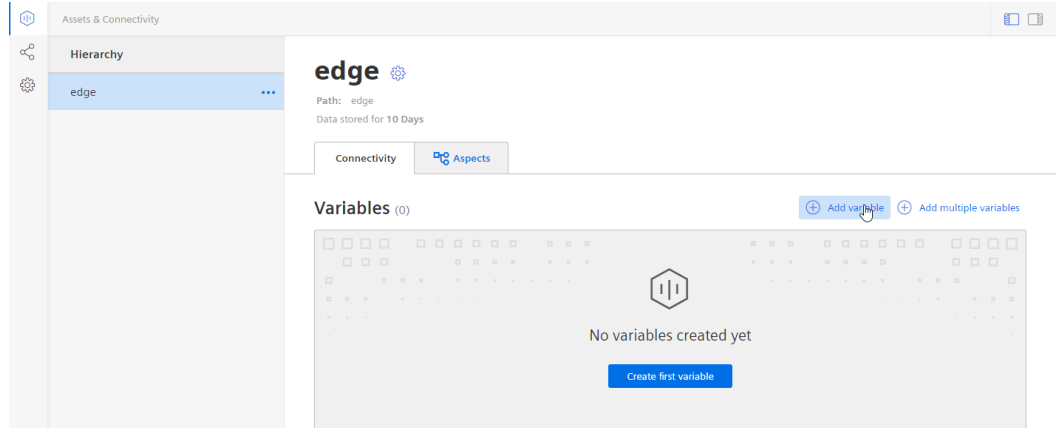 Assets & Connectivity
Hierarchy
edge
edge
Path: edge
Data stored for 10 Days
Connectivity
Aspects
Variables (0)
Add variable
Add multiple variables
No variables created yet
Create first variable